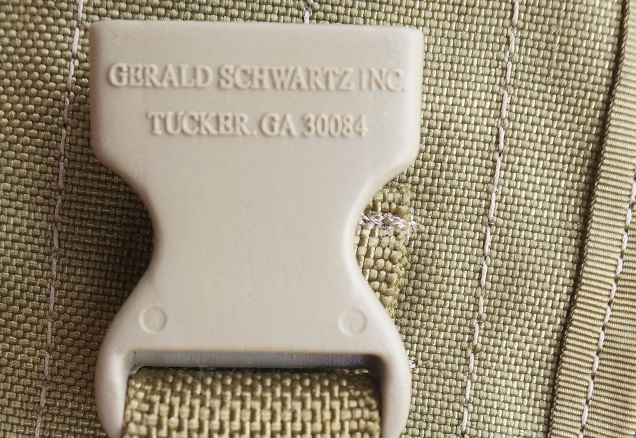 GERALD SCHWARTZ INC.
TUCKER. GA 30084